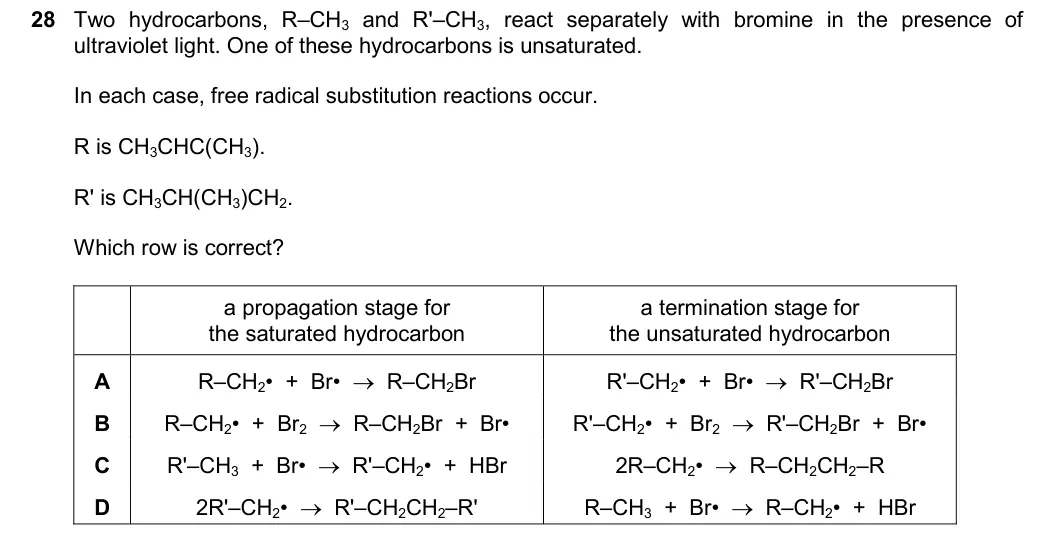 28 Two hydrocarbons, R–CH₃ and R'–CH₃, react separately with bromine in the presence of
ultraviolet light. One of these hydrocarbons is unsaturated.
In each case, free radical substitution reactions occur.
R is CH₃CHC(CH₃).
R' is CH₃CH(CH₃)CH₂.
Which row is correct?
a propagation stage for the saturated hydrocarbon | a termination stage for the unsaturated hydrocarbon
A R–CH₂• + Br• → R–CH₂Br | R'–CH₂• + Br• → R'–CH₂Br
B R–CH₂• + Br₂ → R–CH₂Br + Br• | R'–CH₂• + Br₂ → R'–CH₂Br + Br•
C R'–CH₃ + Br• → R'–CH₂• + HBr | 2R–CH₂• → R–CH₂CH₂–R
D 2R'–CH₂• → R'–CH₂CH₂–R' | R–CH₃ + Br• → R–CH₂• + HBr